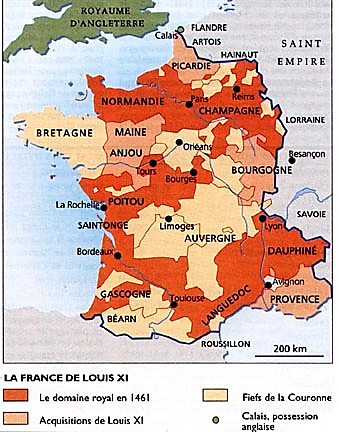 ROYAUME
D'ANGLETERRE
Calais
FLANDRE
ARTOIS
HAINAUT
PICARDIE
SAINT
EMPIRE
NORMANDIE
Paris
Reims
CHAMPAGNE
LORRAINE
BRETAGNE
MAINE
ANJOU
Orléans
Besançon
Tours
Bourges
BOURGOGNE
La Rochelle
POITOU
SAINTONGE
Limoges
Lyon
SAVOIE
AUVERGNE
Bordeaux
DAUPHINÉ
GASCOGNE
Toulouse
LANGUEDOC
Avignon
PROVENCE
BÉARN
ROUSSILLON
200 km
LA FRANCE DE LOUIS XI
Le domaine royal en 1461
Fiefs de la Couronne
Acquisitions de Louis XI
Calais, possession
anglaise